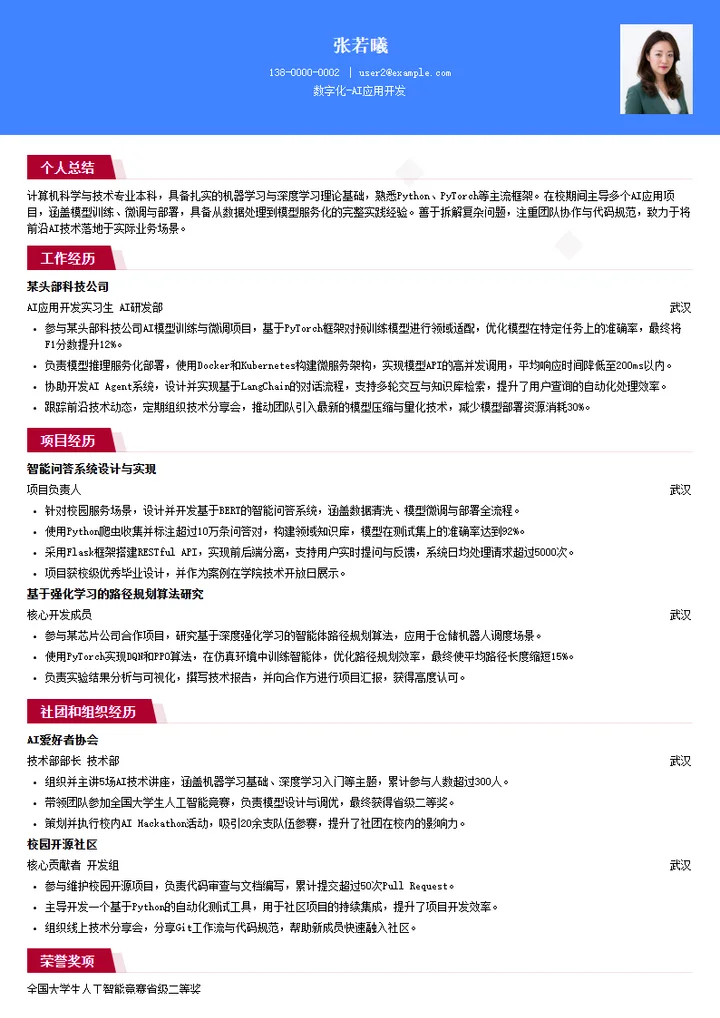 张若曦
138-0000-0002 | user2@example.com
数字化-AI应用开发
个人总结
计算机科学与技术专业本科，具备扎实的机器学习与深度学习理论基础，熟悉Python、PyTorch等主流框架。在校期间主导多个AI应用项
目，涵盖模型训练、微调与部署，具备从数据处理到模型服务化的完整实践经验。善于拆解复杂问题，注重团队协作与代码规范，致力于将
前沿AI技术落地于实际业务场景。
工作经历
某头部科技公司
AI应用开发实习生 AI研发部 武汉
• 参与某头部科技公司AI模型训练与微调项目，基于PyTorch框架对预训练模型进行领域适配，优化模型在特定任务上的准确率，最终将
F1分数提升12%。
• 负责模型推理服务化部署，使用Docker和Kubernetes构建微服务架构，实现模型API的高并发调用，平均响应时间降低至200ms以内。
• 协助开发AI Agent系统，设计并实现基于LangChain的对话流程，支持多轮交互与知识库检索，提升了用户查询的自动化处理效率。
• 跟踪前沿技术动态，定期组织技术分享会，推动团队引入最新的模型压缩与量化技术，减少模型部署资源消耗30%。
项目经历
智能问答系统设计与实现
项目负责人 武汉
• 针对校园服务场景，设计并开发基于BERT的智能问答系统，涵盖数据清洗、模型微调与部署全流程。
• 使用Python爬虫收集并标注超过10万条问答对，构建领域知识库，模型在测试集上的准确率达到92%。
• 采用Flask框架搭建RESTful API，实现前后端分离，支持用户实时提问与反馈，系统日均处理请求超过5000次。
• 项目获校级优秀毕业设计，并作为案例在学院技术开放日展示。
基于强化学习的路径规划算法研究
核心开发成员 武汉
• 参与某芯片公司合作项目，研究基于深度强化学习的智能体路径规划算法，应用于仓储机器人调度场景。
• 使用PyTorch实现DQN和PPO算法，在仿真环境中训练智能体，优化路径规划效率，最终使平均路径长度缩短15%。
• 负责实验结果分析与可视化，撰写技术报告，并向合作方进行项目汇报，获得高度认可。
社团和组织经历
AI爱好者协会
技术部部长 技术部 武汉
• 组织并主讲5场AI技术讲座，涵盖机器学习基础、深度学习入门等主题，累计参与人数超过300人。
• 带领团队参加全国大学生人工智能竞赛，负责模型设计与调优，最终获得省级二等奖。
• 策划并执行校内AI Hackathon活动，吸引20余支队伍参赛，提升了社团在校内的影响力。
校园开源社区
核心贡献者 开发组 武汉
• 参与维护校园开源项目，负责代码审查与文档编写，累计提交超过50次Pull Request。
• 主导开发一个基于Python的自动化测试工具，用于社区项目的持续集成，提升了项目开发效率。
• 组织线上技术分享会，分享Git工作流与代码规范，帮助新成员快速融入社区。
荣誉奖项
全国大学生人工智能竞赛省级二等奖